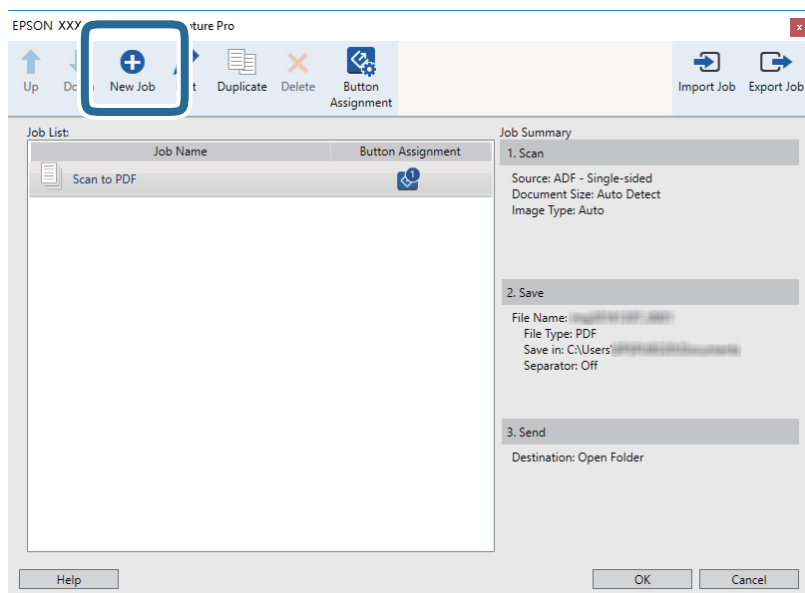 EPSON XXX ture Pro
x
Up
New Job
Duplicate
Delete
Button
Assignment
Import Job
Export Job
Job List:
Job Name
Button Assignment
Scan to PDF
1
Job Summary
1. Scan
Source: ADF - Single-sided
Document Size: Auto Detect
Image Type: Auto
2. Save
File Name:
File Type: PDF
Save in: C:\Users\
Separator: Off
3. Send
Destination: Open Folder
Help
OK
Cancel